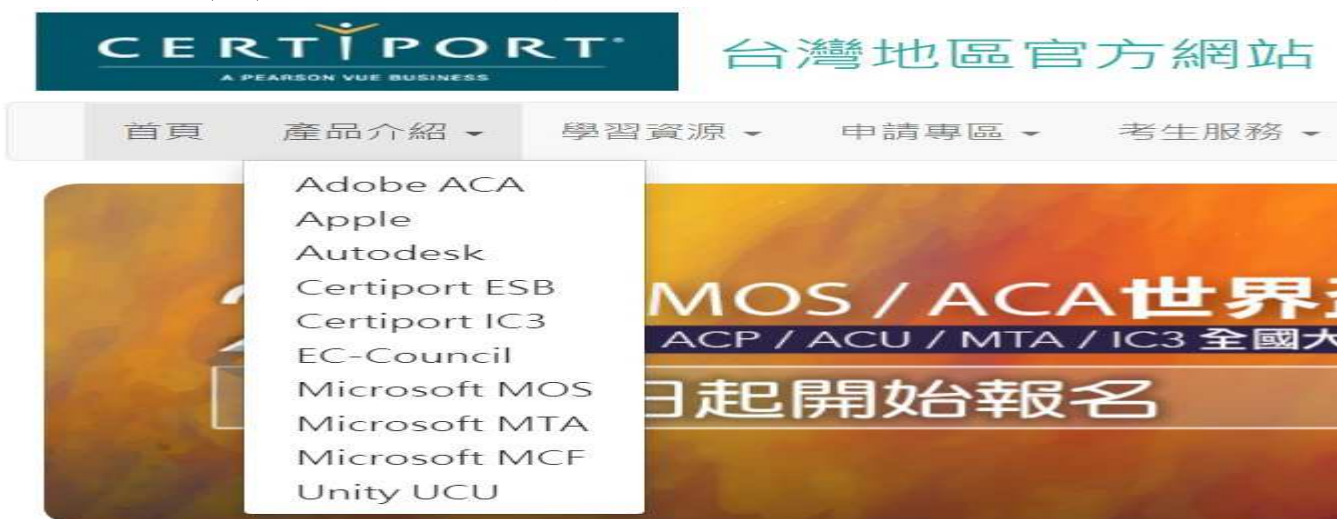 CERTIPORT
A PEARSON VUE BUSINESS
台灣地區官方網站
首頁 產品介紹 學習資源 申請專區 考生服務
Adobe ACA
Apple
Autodesk
Certiport ESB
Certiport IC3
EC-Council
Microsoft MOS
Microsoft MTA
Microsoft MCF
Unity UCU
MOS / ACA世界
ACP / ACU / MTA / IC3 全國大
日起開始報名